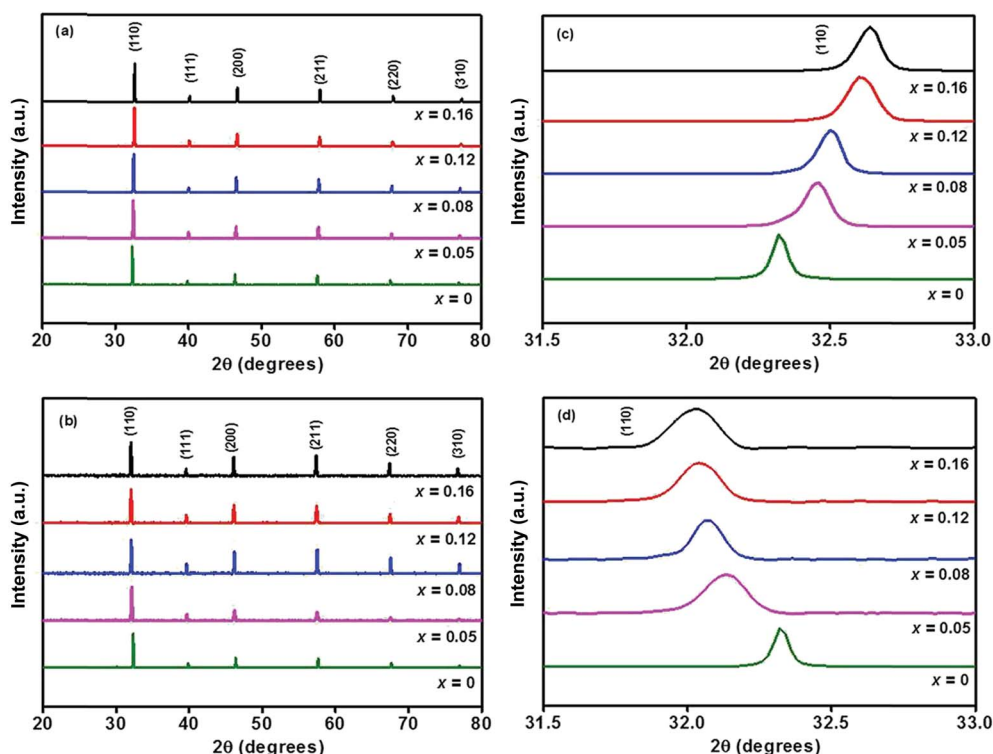 (a)
(110)
(111)
(200)
(211)
(220)
(310)
x = 0.16
x = 0.12
x = 0.08
x = 0.05
x = 0
Intensity (a.u.)
20 30 40 50 60 70 80
2θ (degrees)
(c)
(110)
x = 0.16
x = 0.12
x = 0.08
x = 0.05
x = 0
Intensity (a.u.)
31.5 32.0 32.5 33.0
2θ (degrees)
(b)
(110)
(111)
(200)
(211)
(220)
(310)
x = 0.16
x = 0.12
x = 0.08
x = 0.05
x = 0
Intensity (a.u.)
20 30 40 50 60 70 80
2θ (degrees)
(d)
(110)
x = 0.16
x = 0.12
x = 0.08
x = 0.05
x = 0
Intensity (a.u.)
31.5 32.0 32.5 33.0
2θ (degrees)